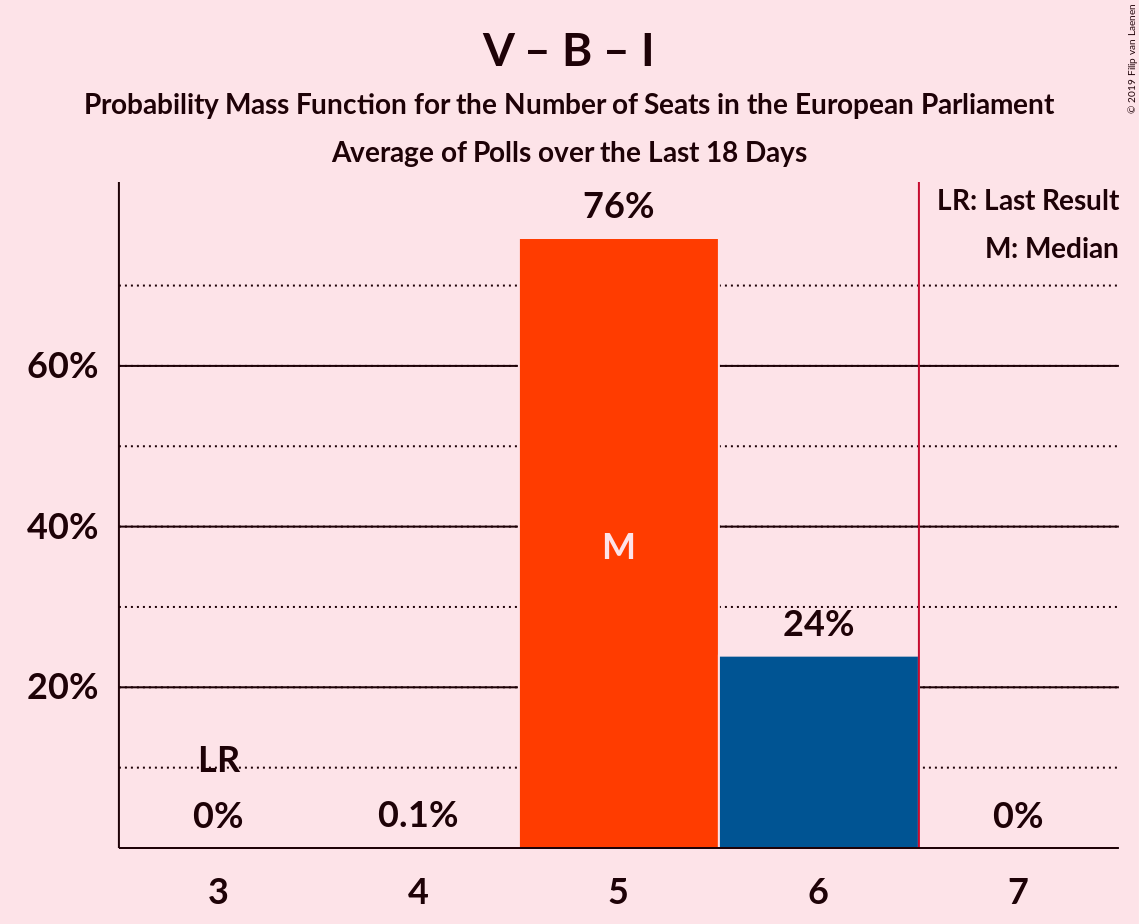 V – B – I
Probability Mass Function for the Number of Seats in the European Parliament
Average of Polls over the Last 18 Days
© 2019 Filip van Laenen
LR: Last Result
M: Median
76%
60%
40%
20%
M
24%
LR
0%
0.1%
0%
3
4
5
6
7